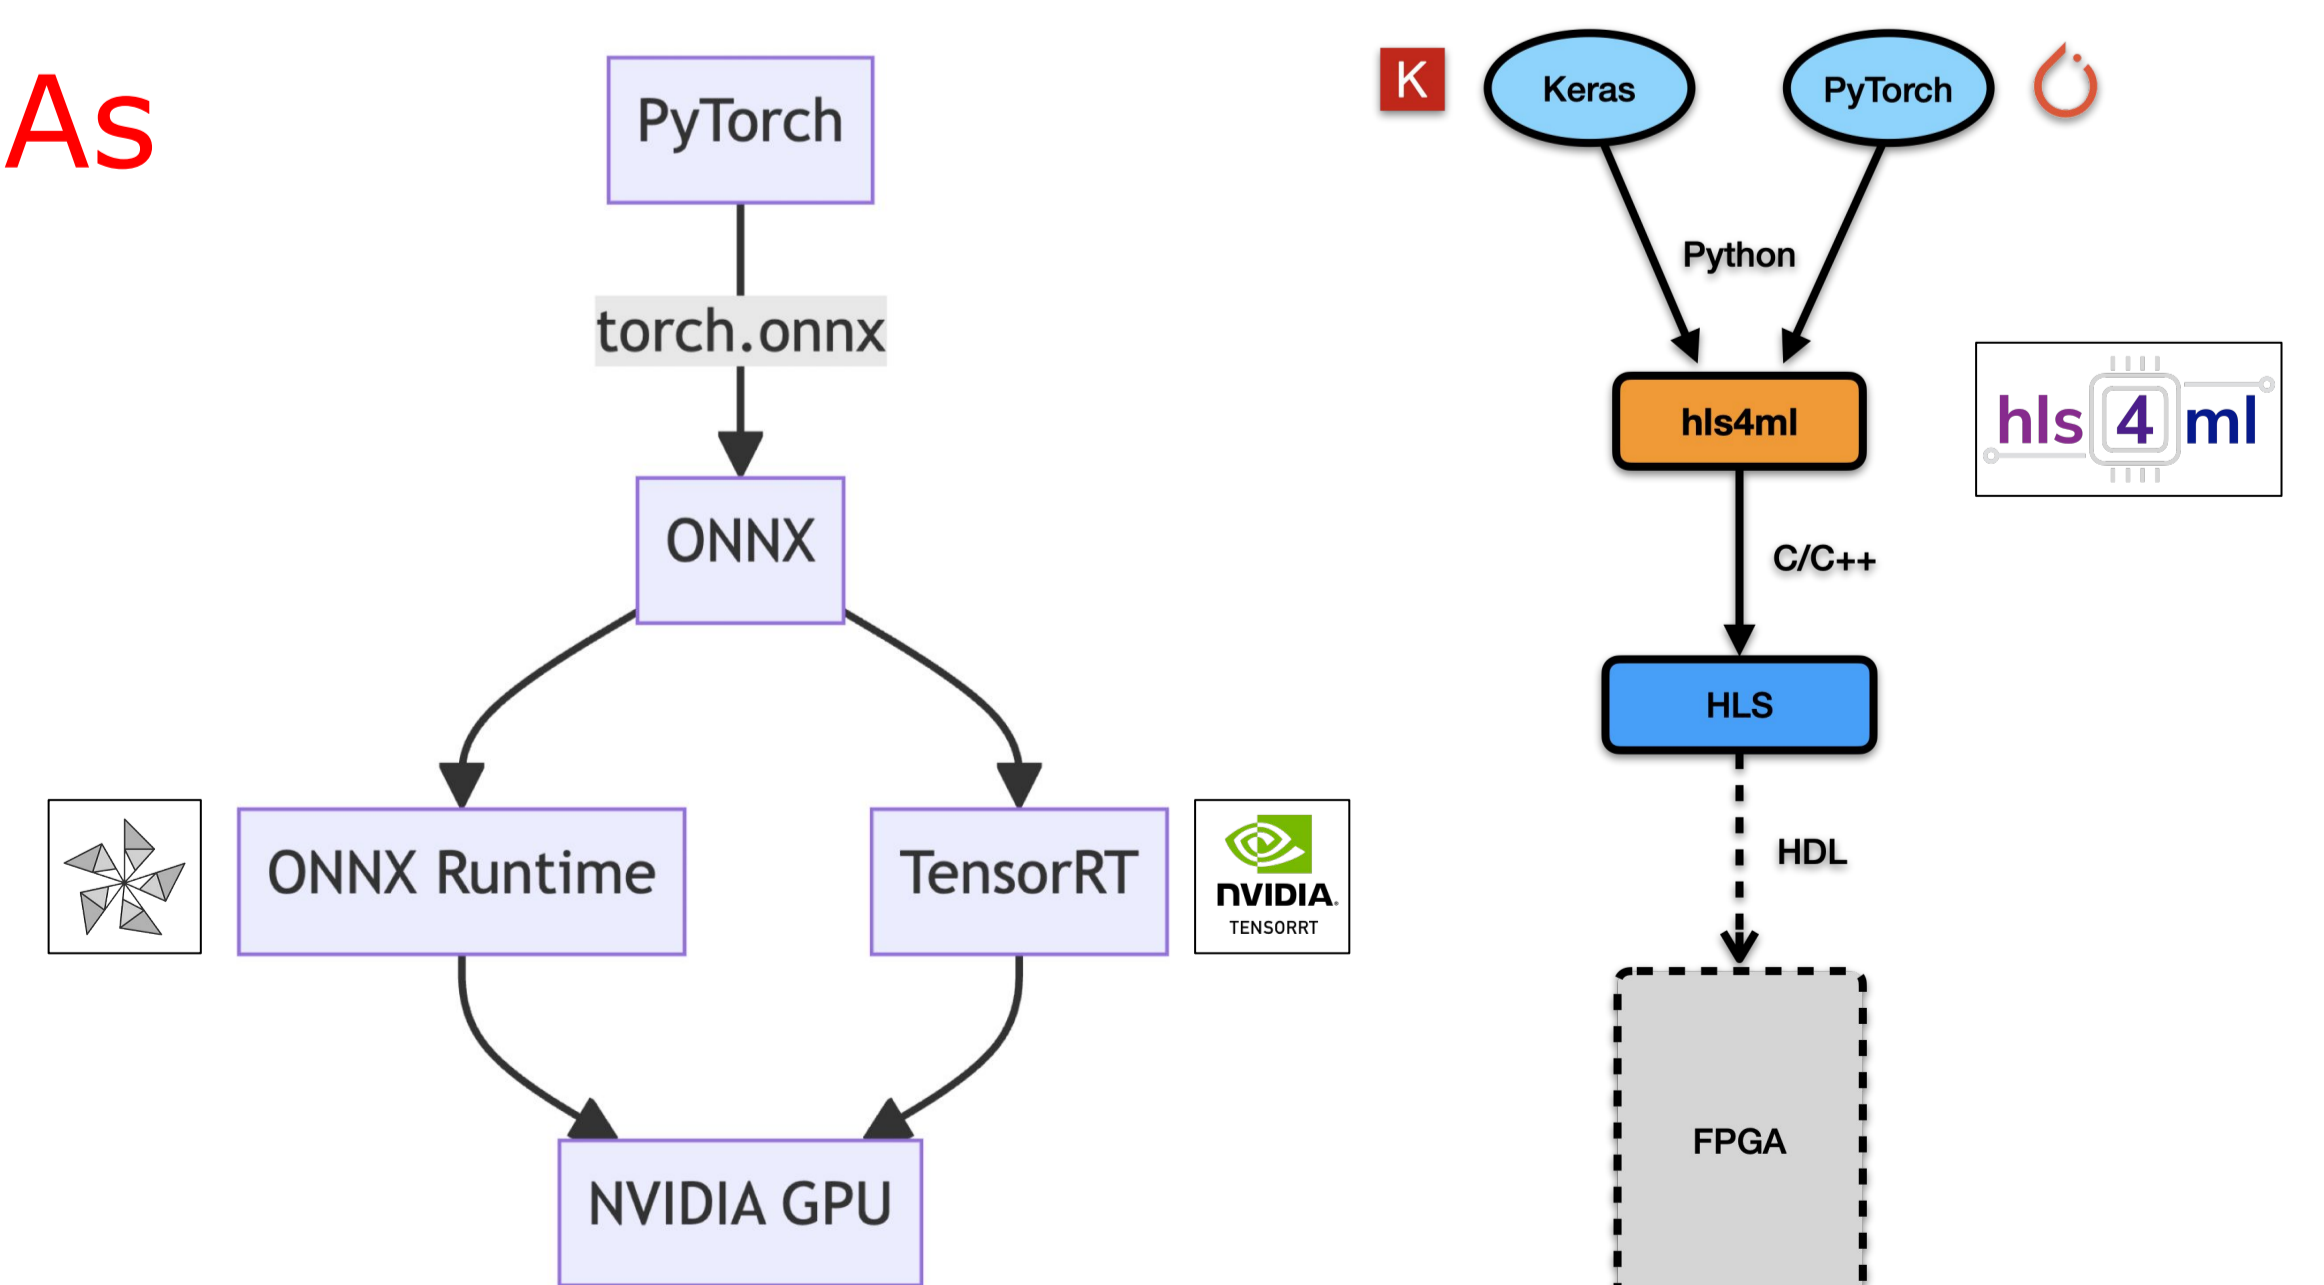 As
PyTorch
torch.onnx
ONNX
ONNX Runtime
TensorRT
NVIDIA.
TENSORRT
NVIDIA GPU
K
Keras
PyTorch
Python
hls4ml
hls 4 ml
C/C++
HLS
HDL
FPGA